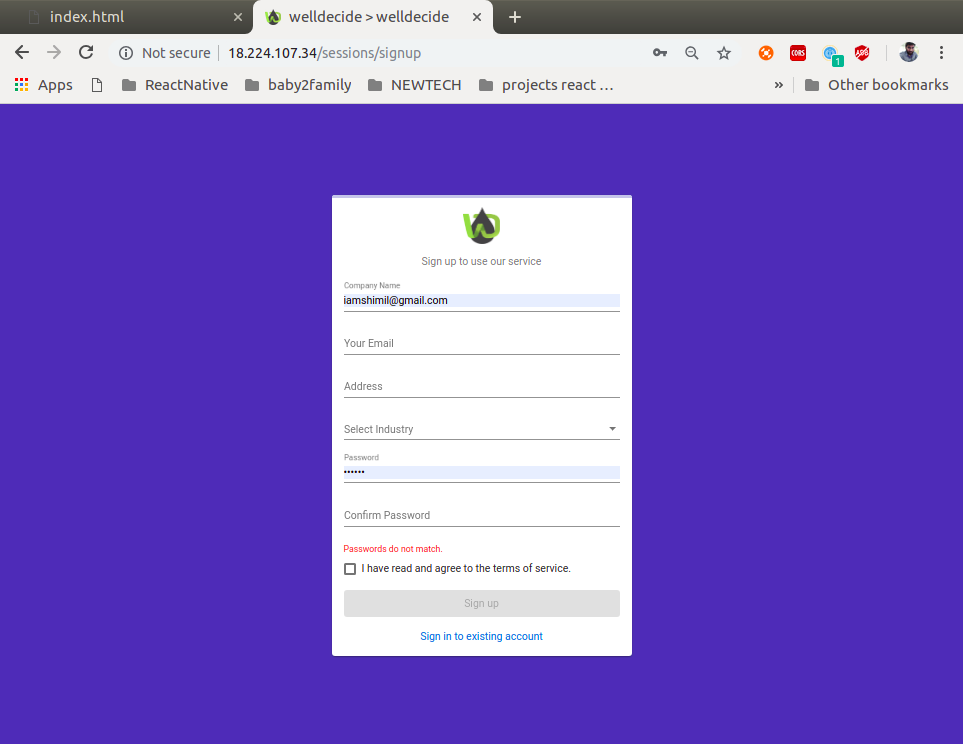 index.html
welldecide > welldecide
Not secure
18.224.107.34/sessions/signup
CORS
1
ABP
Apps
ReactNative
baby2family
NEWTECH
projects react ...
»
Other bookmarks
Sign up to use our service
Company Name
iamshimil@gmail.com
Your Email
Address
Select Industry
Password
••••••
Confirm Password
Passwords do not match.
I have read and agree to the terms of service.
Sign up
Sign in to existing account